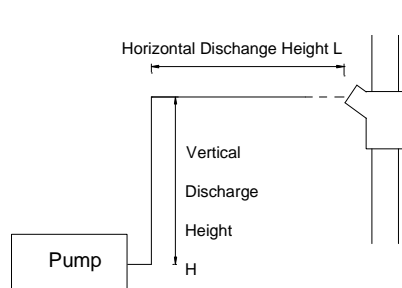 Horizontal Dischange Height L
Vertical
Discharge
Height
H
Pump